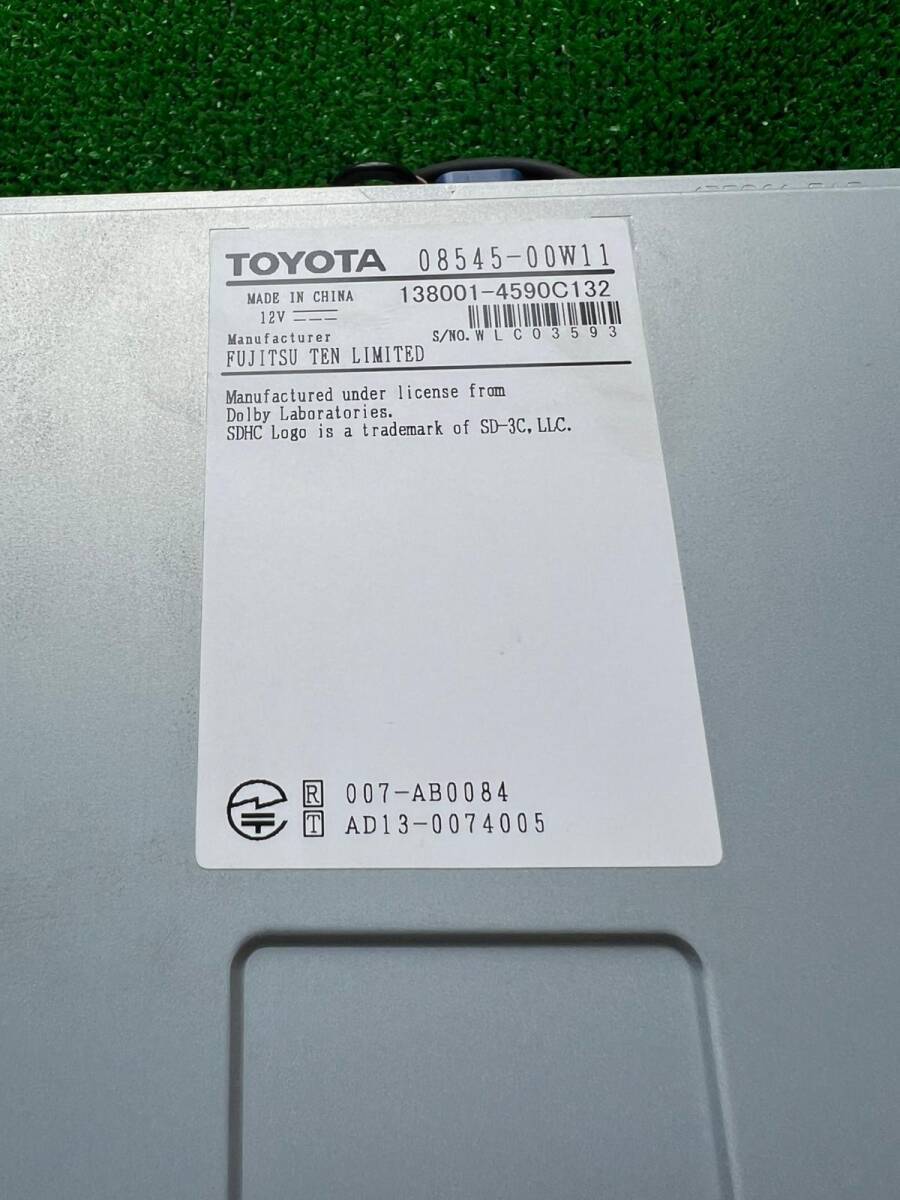 TOYOTA 08545-00W11
MADE IN CHINA 138001-4590C132
12V
Manufacturer S/NO. WLC03593
FUJITSU TEN LIMITED
Manufactured under license from
Dolby Laboratories.
SDHC Logo is a trademark of SD-3C, LLC.
R 007-AB0084
T AD13-0074005